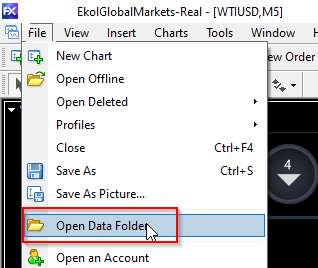 EkolGlobalMarkets-Real - [WTIUSD,M5]
File View Insert Charts Tools Window
New Order
New Chart
Open Offline
Open Deleted
Profiles
Close Ctrl+F4
Save As Ctrl+S
Save As Picture...
Open Data Folder
Open an Account
4